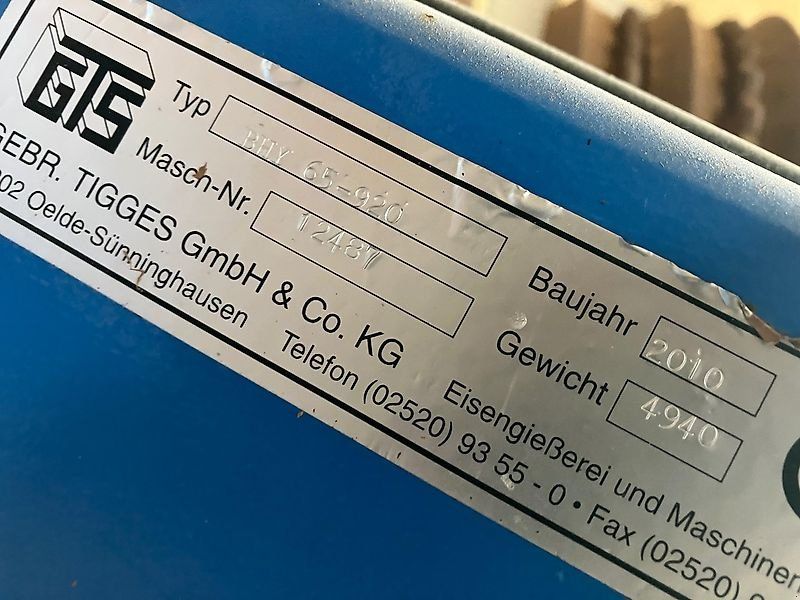 GTS
Typ BHY 65-920
Masch-Nr. 12487
Baujahr 2010
Gewicht 4940
GEBR. TIGGES GmbH & Co. KG
Eisengießerei und Maschinen
Oelde-Sünninghausen Telefon (02520) 93 55 - 0 • Fax (02520)